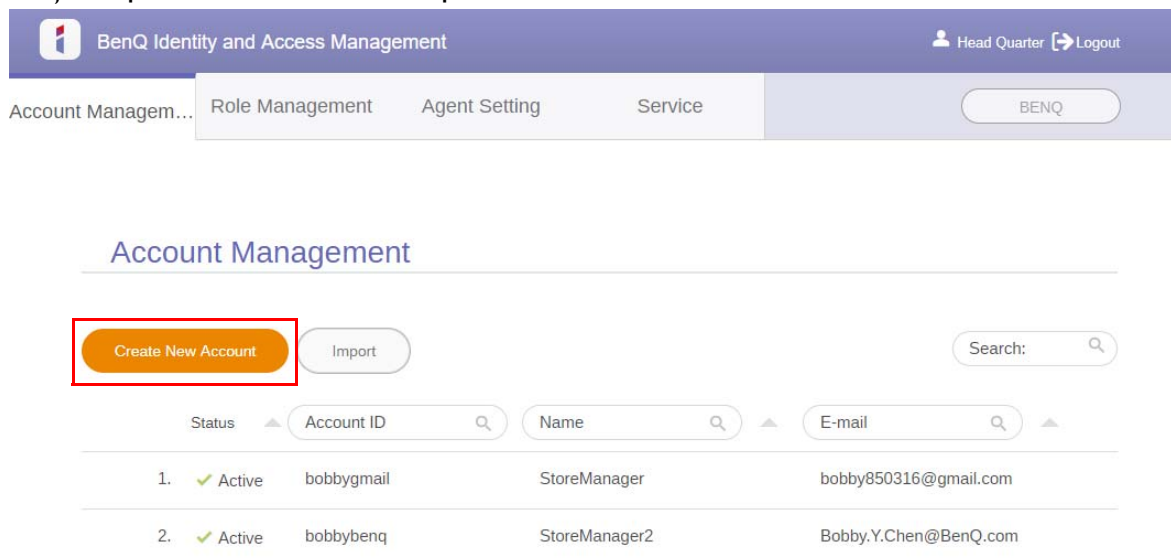 BenQ Identity and Access Management Head Quarter Logout
Account Managem... Role Management Agent Setting Service BENQ
Account Management
Create New Account Import Search:
Status Account ID Name E-mail
1. Active bobbygmail StoreManager bobby850316@gmail.com
2. Active bobbybenq StoreManager2 Bobby.Y.Chen@BenQ.com